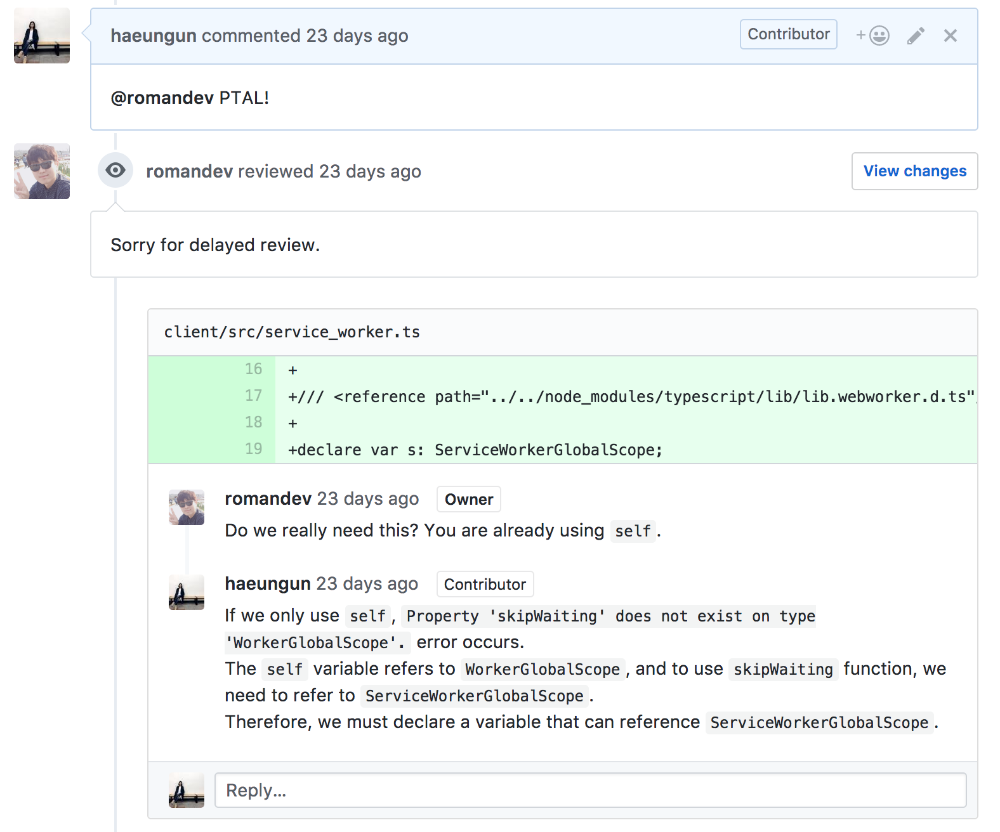 haeungun commented 23 days ago
Contributor
@romandev PTAL!
romandev reviewed 23 days ago
View changes
Sorry for delayed review.
client/src/service_worker.ts
16 +
17 +/// <reference path="../../node_modules/typescript/lib/lib.webworker.d.ts"
18 +
19 +declare var s: ServiceWorkerGlobalScope;
romandev 23 days ago Owner
Do we really need this? You are already using self.
haeungun 23 days ago Contributor
If we only use self, Property 'skipWaiting' does not exist on type
'WorkerGlobalScope'. error occurs.
The self variable refers to WorkerGlobalScope, and to use skipWaiting function, we
need to refer to ServiceWorkerGlobalScope.
Therefore, we must declare a variable that can reference ServiceWorkerGlobalScope.
Reply...